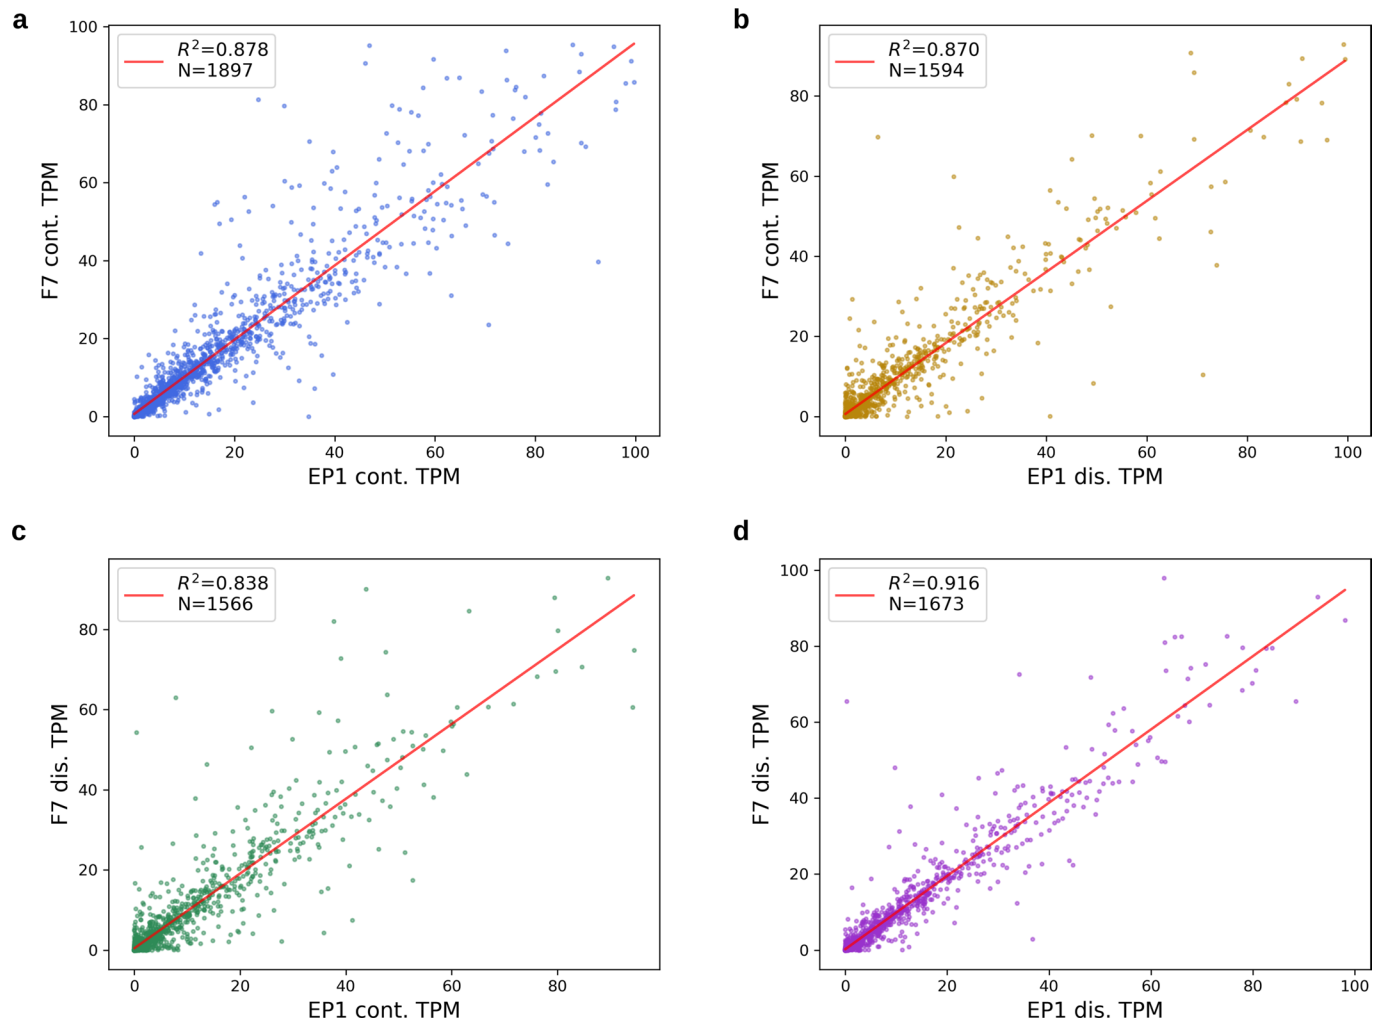 a
R²=0.878
N=1897
100
80
60
40
20
0
F7 cont. TPM
0 20 40 60 80 100
EP1 cont. TPM
b
R²=0.870
N=1594
80
60
40
20
0
F7 cont. TPM
0 20 40 60 80 100
EP1 dis. TPM
c
R²=0.838
N=1566
80
60
40
20
0
F7 dis. TPM
0 20 40 60 80
EP1 cont. TPM
d
R²=0.916
N=1673
100
80
60
40
20
0
F7 dis. TPM
0 20 40 60 80 100
EP1 dis. TPM